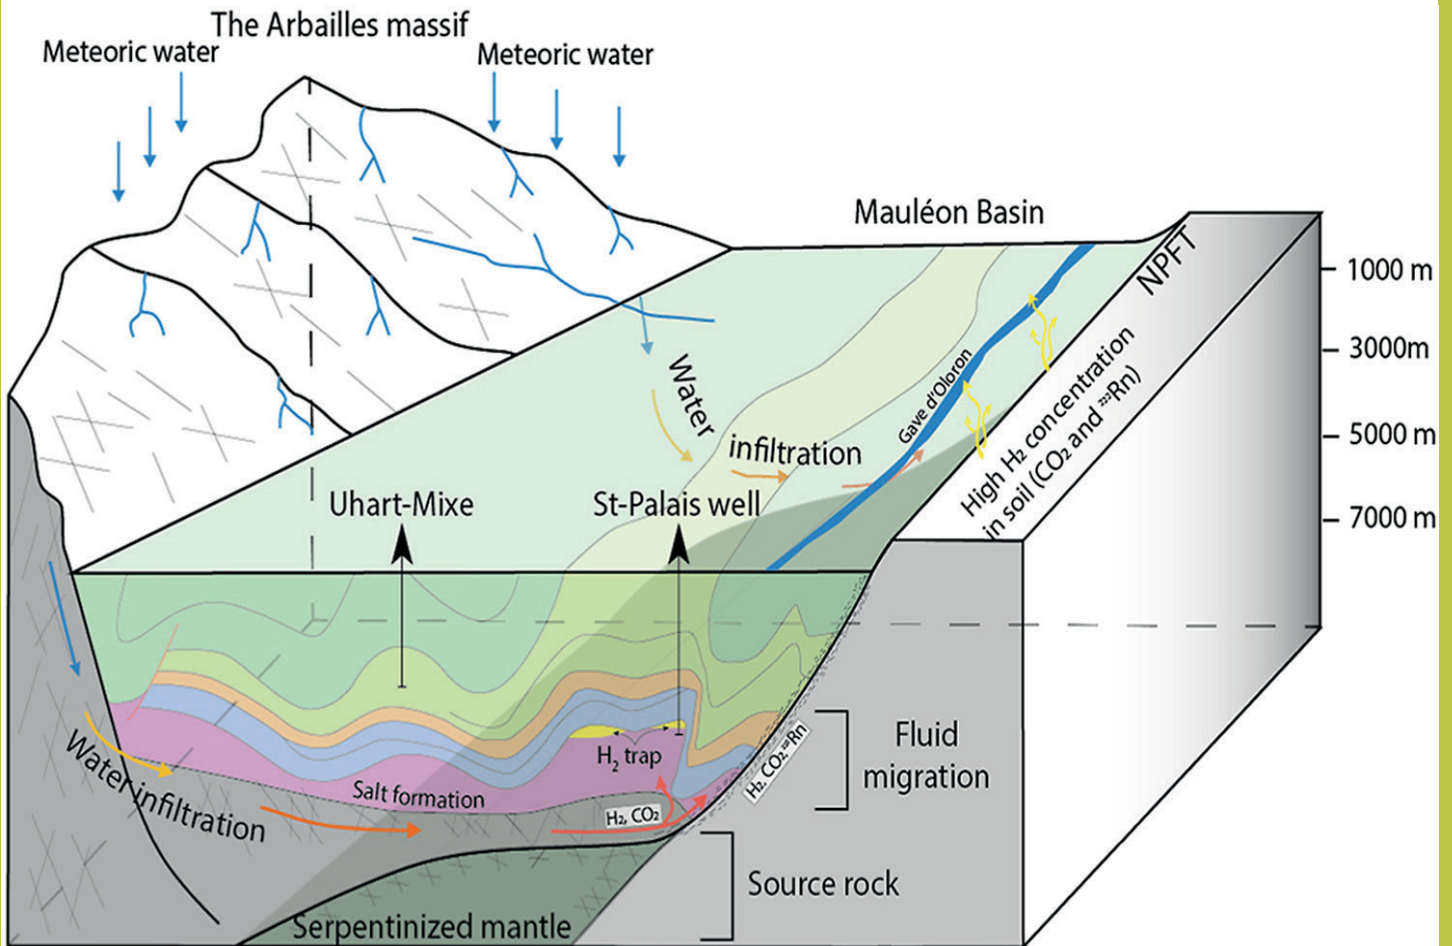 The Arbailles massif
Meteoric water
Meteoric water
Mauléon Basin
NPFT
1000 m
3000m
5000 m
7000 m
Water
infiltration
Gave d'Oloron
High H₂ concentration
in soil (CO₂ and ²²²Rn)
Uhart-Mixe
St-Palais well
H₂ trap
Salt formation
H₂, CO₂
H₂, CO₂, ²²²Rn
Water infiltration
Fluid
migration
Source rock
Serpentinized mantle